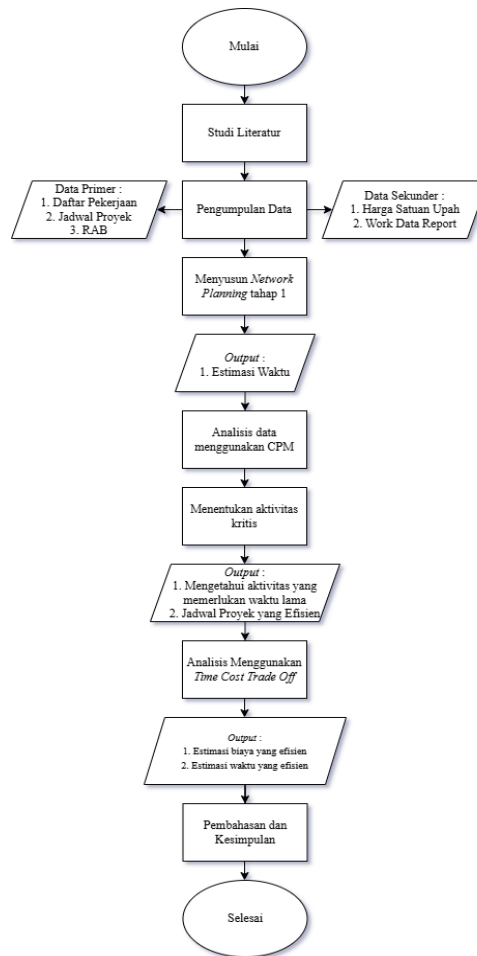 Mulai
Studi Literatur
Data Primer :
1. Daftar Pekerjaan
2. Jadwal Proyek
3. RAB
Pengumpulan Data
Data Sekunder :
1. Harga Satuan Upah
2. Work Data Report
Menyusun Network
Planning tahap 1
Output :
1. Estimasi Waktu
Analisis data
menggunakan CPM
Menentukan aktivitas
kritis
Output :
1. Mengetahui aktivitas yang
memerlukan waktu lama
2. Jadwal Proyek yang Efisien
Analisis Menggunakan
Time Cost Trade Off
Output :
1. Estimasi biaya yang efisien
2. Estimasi waktu yang efisien
Pembahasan dan
Kesimpulan
Selesai